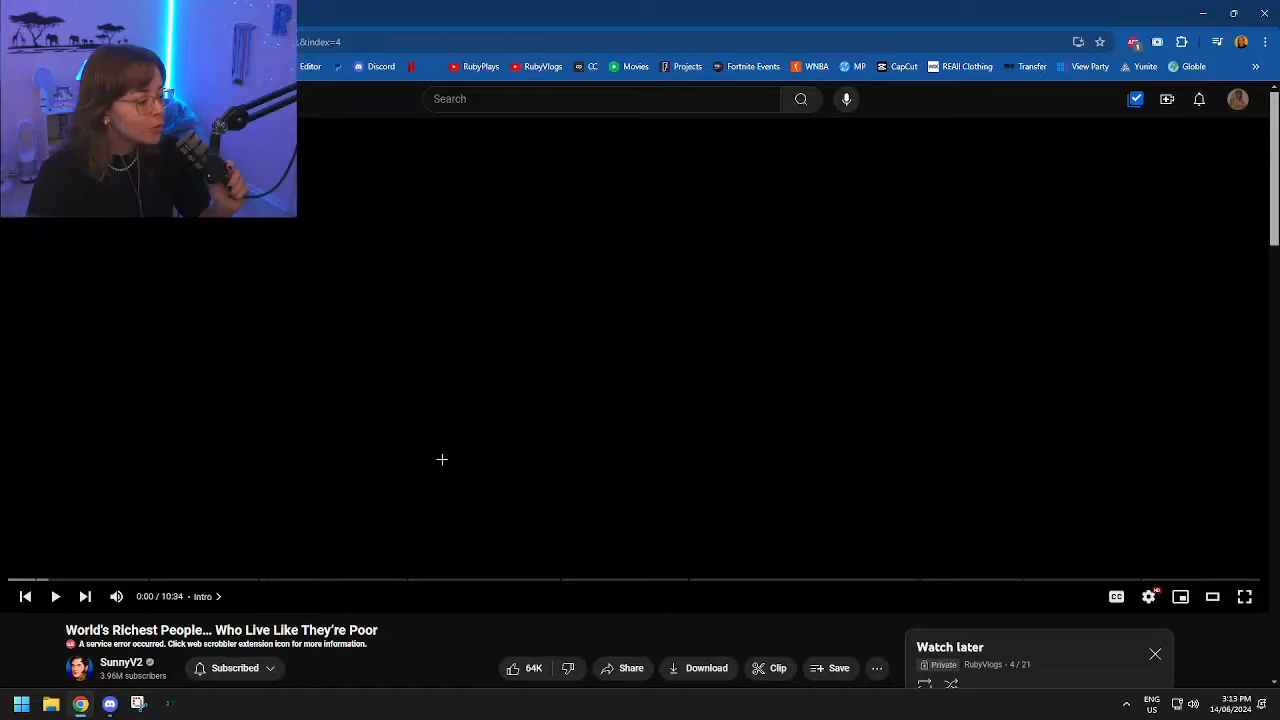 R
&index=4
Editor Discord RubyPlays RubyVlogs CC Movies Projects Fortnite Events WNBA MP CapCut REAll Clothing Transfer View Party Yunite Globle »
Search
0:00 / 10:34 • Intro
CC HD
World's Richest People… Who Live Like They're Poor
A service error occurred. Click web scrobbler extension icon for more information.
SunnyV2
3.96M subscribers
Subscribed
64K Share Download Clip Save
Watch later
Private RubyVlogs - 4 / 21
ENG
US
3:13 PM
14/06/2024